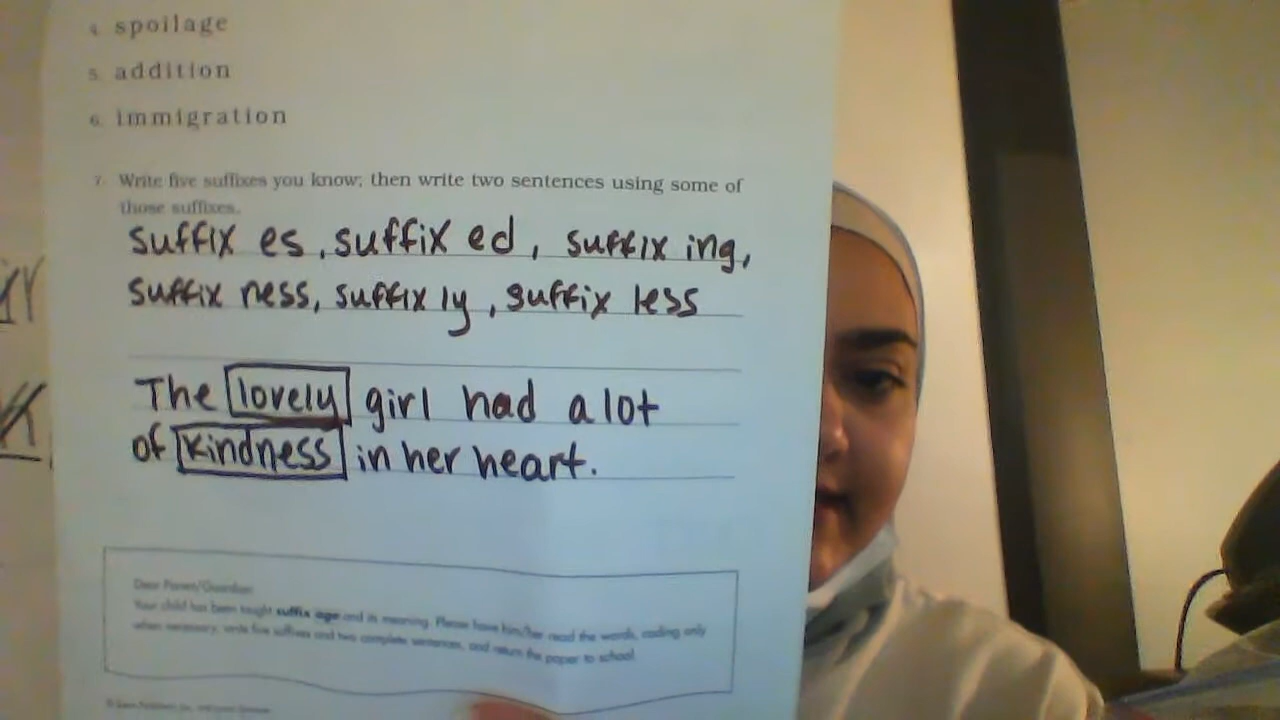 4. spoilage
5. addition
6. immigration
7. Write five suffixes you know; then write two sentences using some of
those suffixes.
suffix es, suffix ed, suffix ing,
suffix ness, suffix ly, suffix less
The lovely girl had a lot
of kindness in her heart.
Dear Parent/Guardian:
Your child has been taught suffix age and its meaning. Please have him/her read the words, coding only
when necessary, write five suffixes and two complete sentences, and return the paper to school.